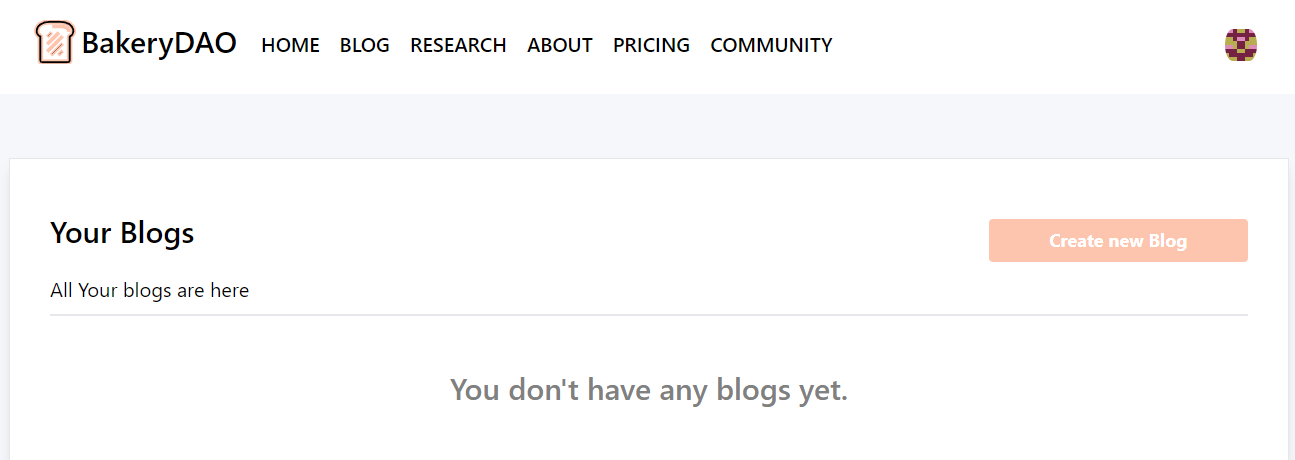 BakeryDAO HOME BLOG RESEARCH ABOUT PRICING COMMUNITY
Your Blogs
Create new Blog
All Your blogs are here
You don't have any blogs yet.